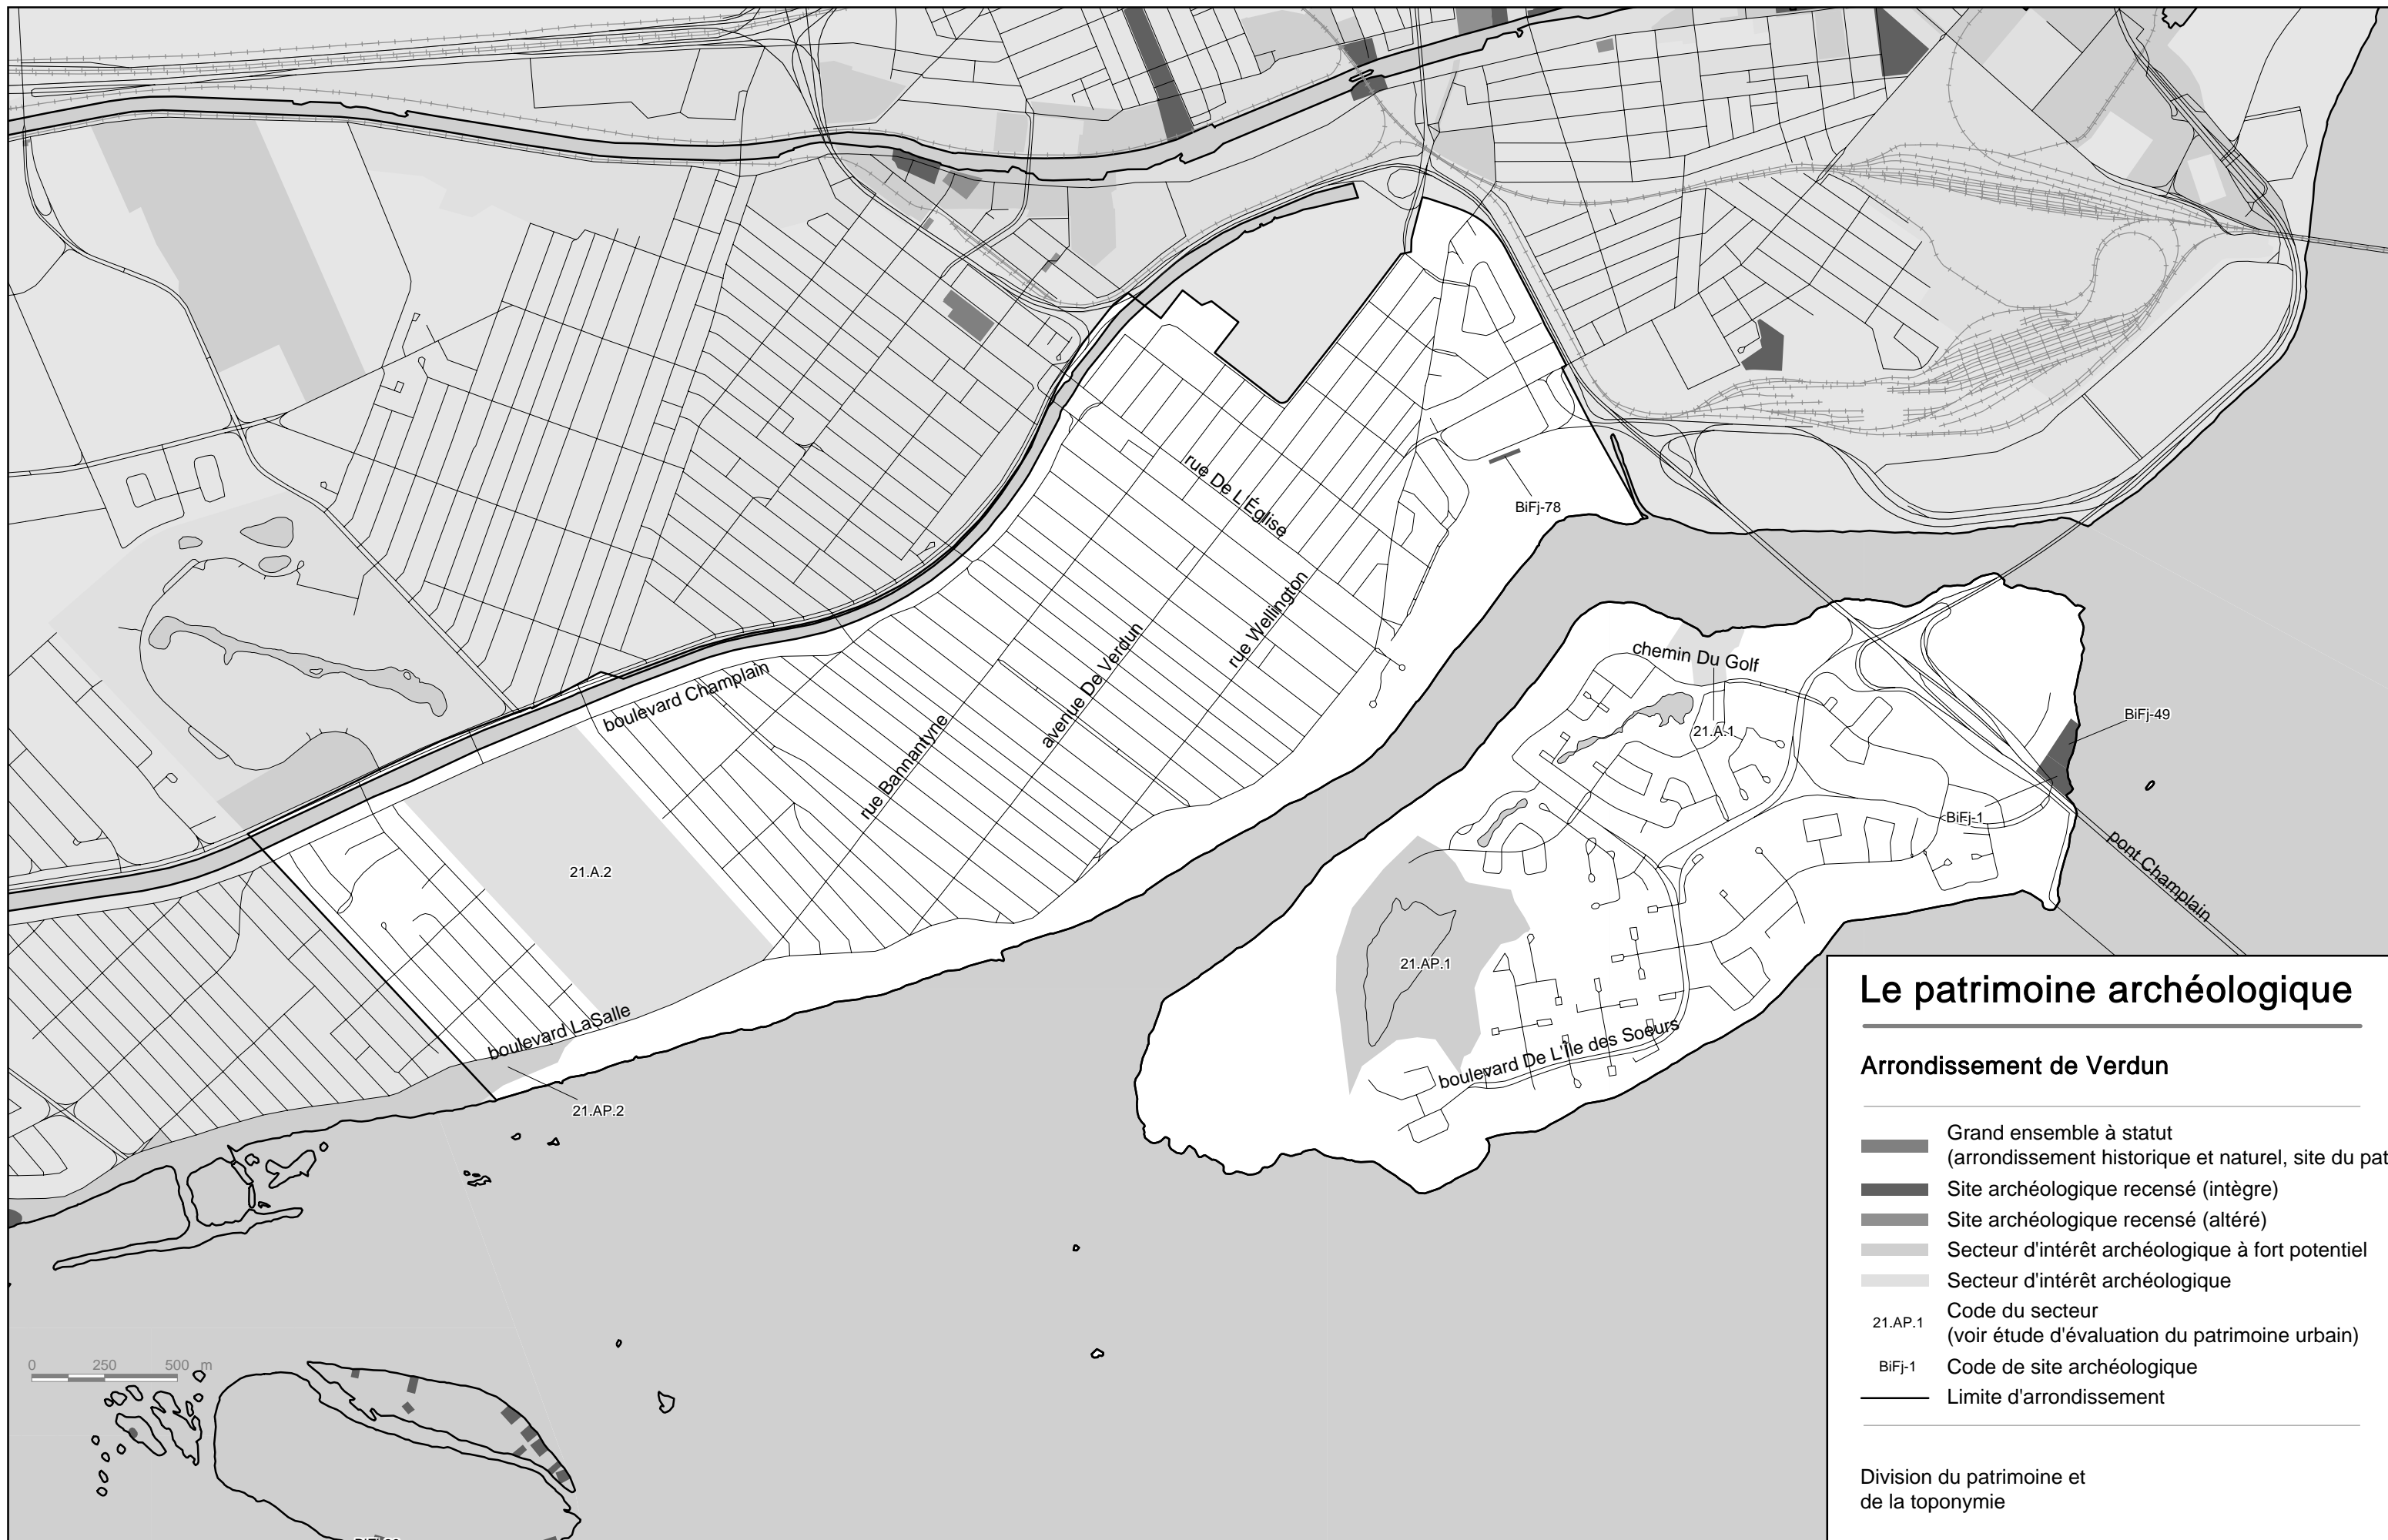 rue De L'Église
BiFj-78
rue Wellington
chemin Du Golf
avenue De Verdun
boulevard Champlain
BiFj-49
21.A.1
rue Bannantyne
BiFj-1
pont Champlain
21.A.2
21.AP.1
boulevard LaSalle
boulevard De L'Île des Soeurs
21.AP.2
0 250 500 m
Le patrimoine archéologique
Arrondissement de Verdun
Grand ensemble à statut
(arrondissement historique et naturel, site du pat
Site archéologique recensé (intègre)
Site archéologique recensé (altéré)
Secteur d'intérêt archéologique à fort potentiel
Secteur d'intérêt archéologique
21.AP.1 Code du secteur
(voir étude d'évaluation du patrimoine urbain)
BiFj-1 Code de site archéologique
Limite d'arrondissement
Division du patrimoine et
de la toponymie